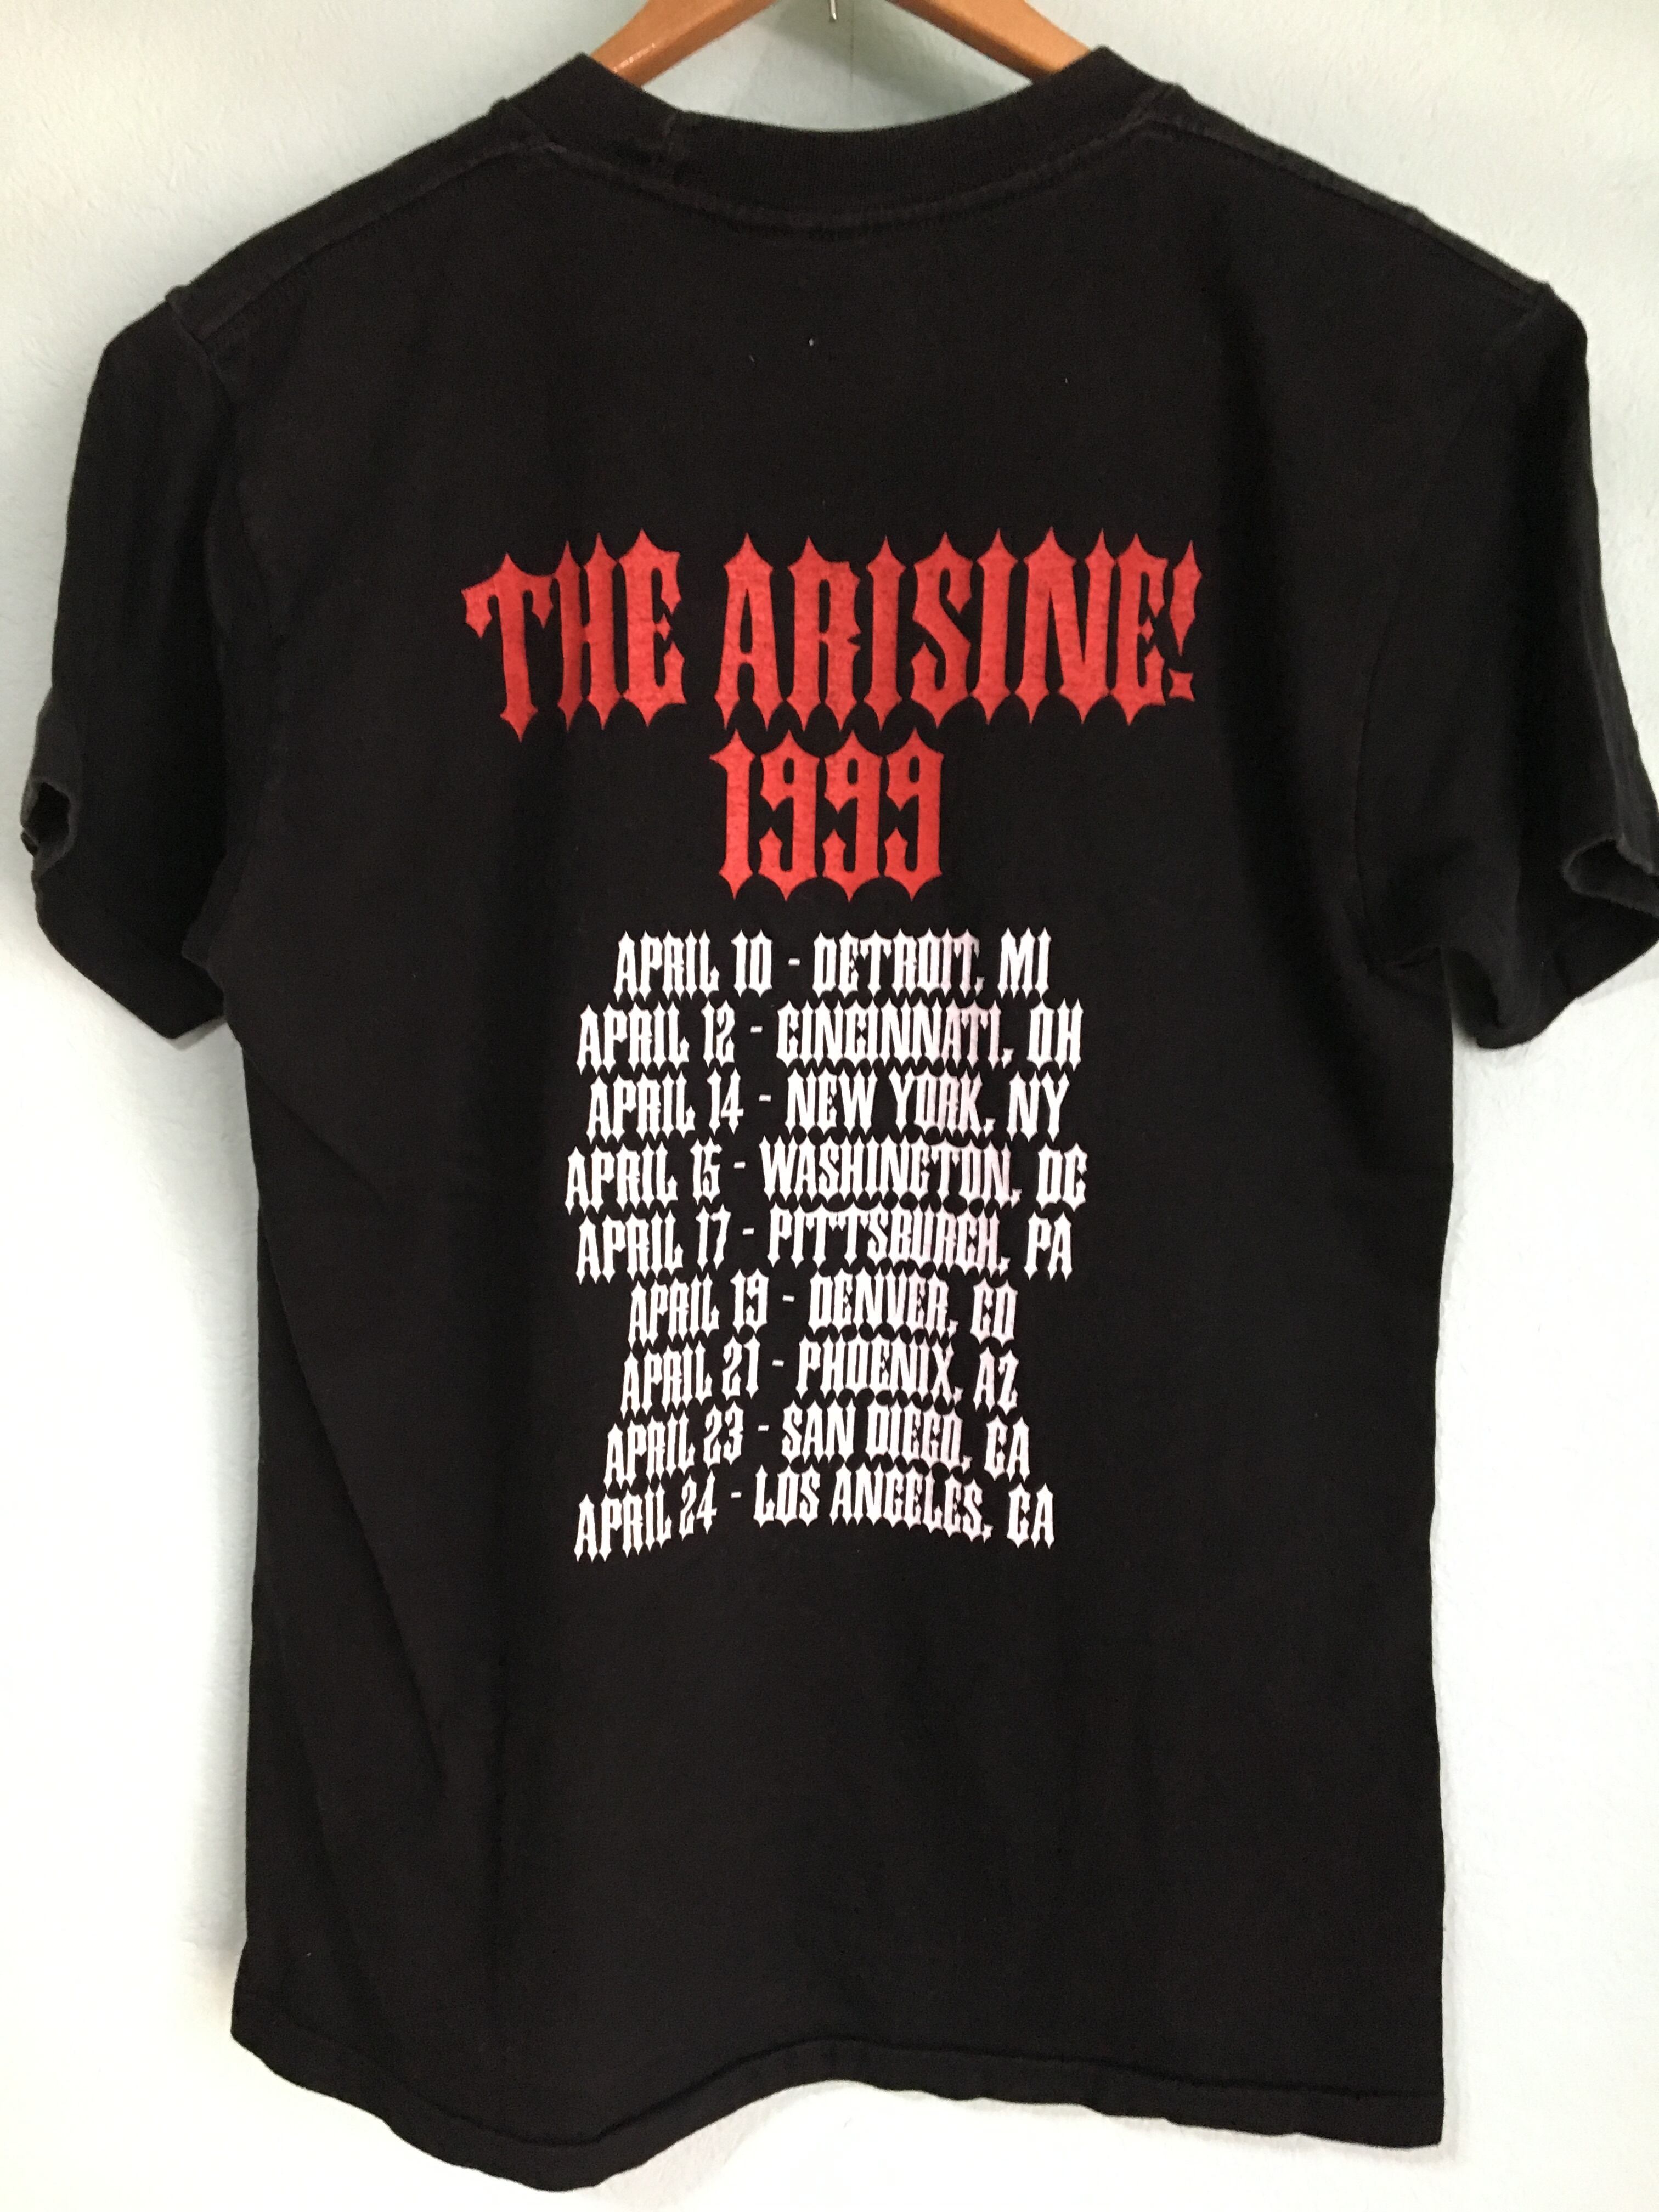 THE ARISINE!
1999
APRIL 10 - DETROIT, MI
APRIL 12 - CINCINNATI, OH
APRIL 14 - NEW YORK, NY
APRIL 15 - WASHINGTON, DC
APRIL 17 - PITTSBURGH, PA
APRIL 19 - DENVER, CO
APRIL 21 - PHOENIX, AZ
APRIL 23 - SAN DIEGO, CA
APRIL 24 - LOS ANGELES, CA